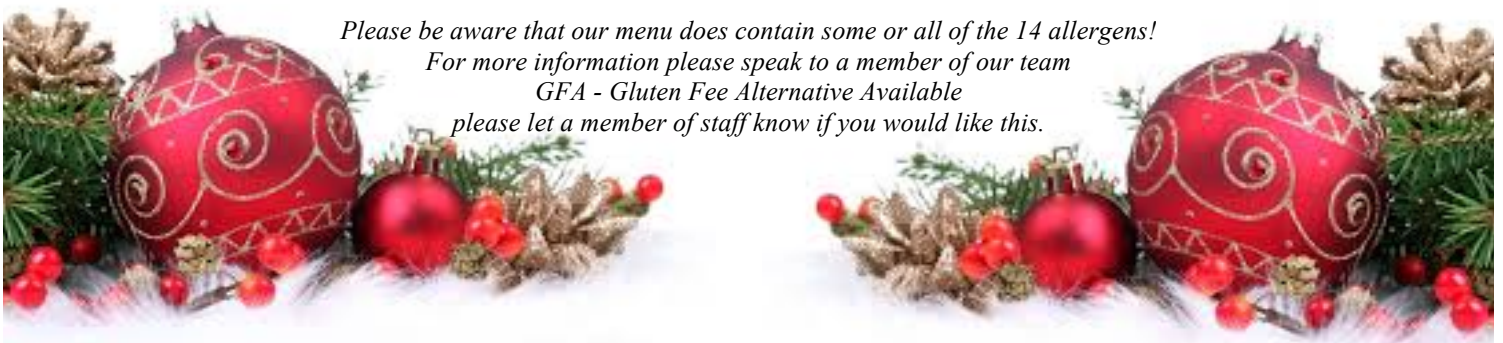 Please be aware that our menu does contain some or all of the 14 allergens!
For more information please speak to a member of our team
GFA - Gluten Fee Alternative Available
please let a member of staff know if you would like this.